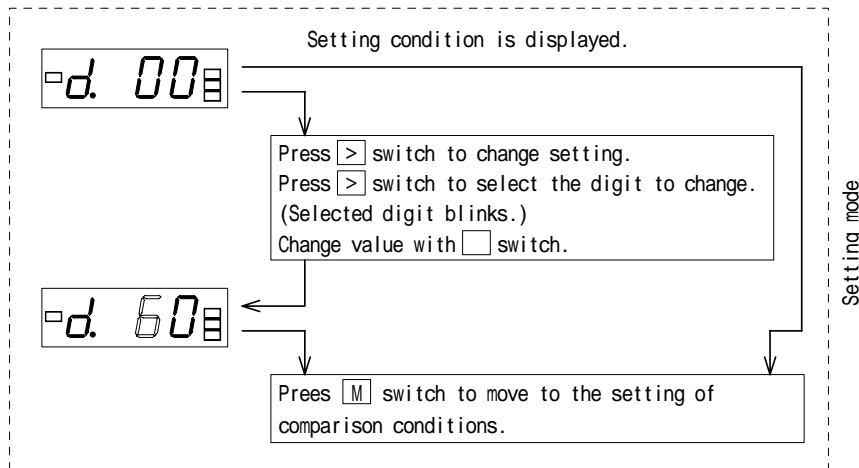 Setting condition is displayed.
-d. 00
Press > switch to change setting.
Press > switch to select the digit to change.
(Selected digit blinks.)
Change value with switch.
-d. 60
Prees M switch to move to the setting of
comparison conditions.
Setting mode